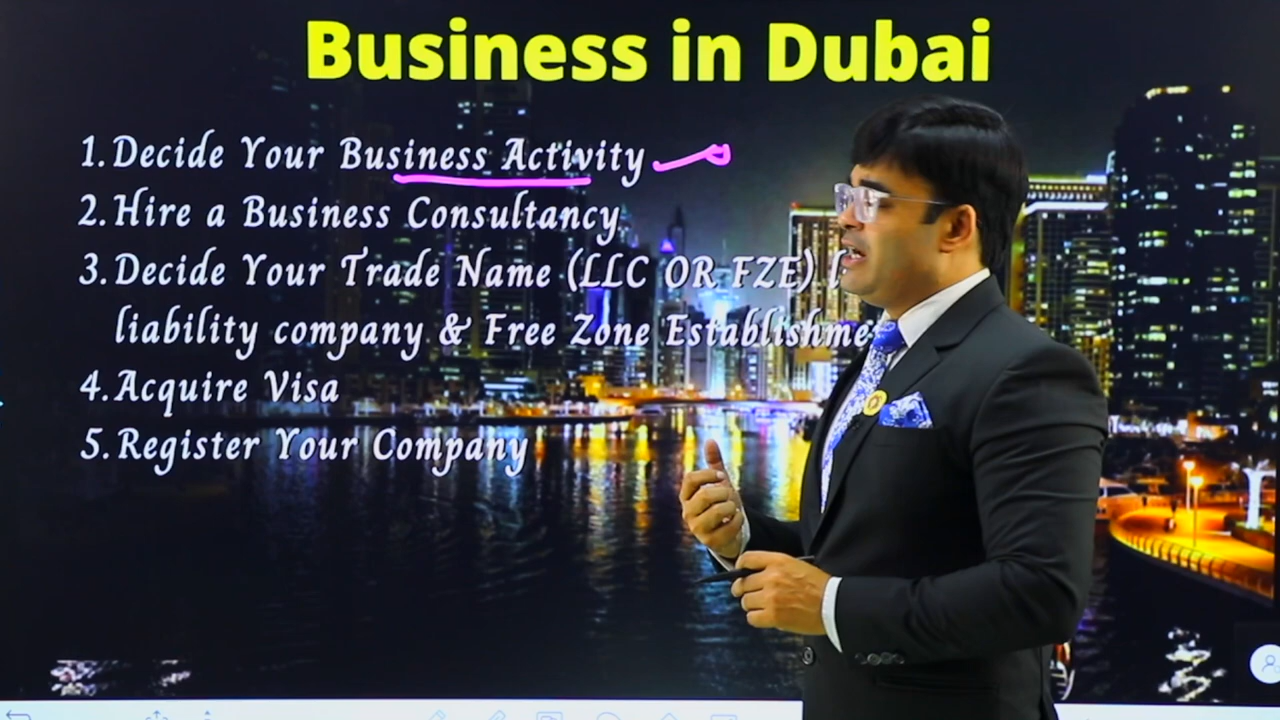 Business in Dubai
1. Decide Your Business Activity
2. Hire a Business Consultancy
3. Decide Your Trade Name (LLC OR FZE)
liability company & Free Zone
4. Acquire Visa
5. Register Your Company